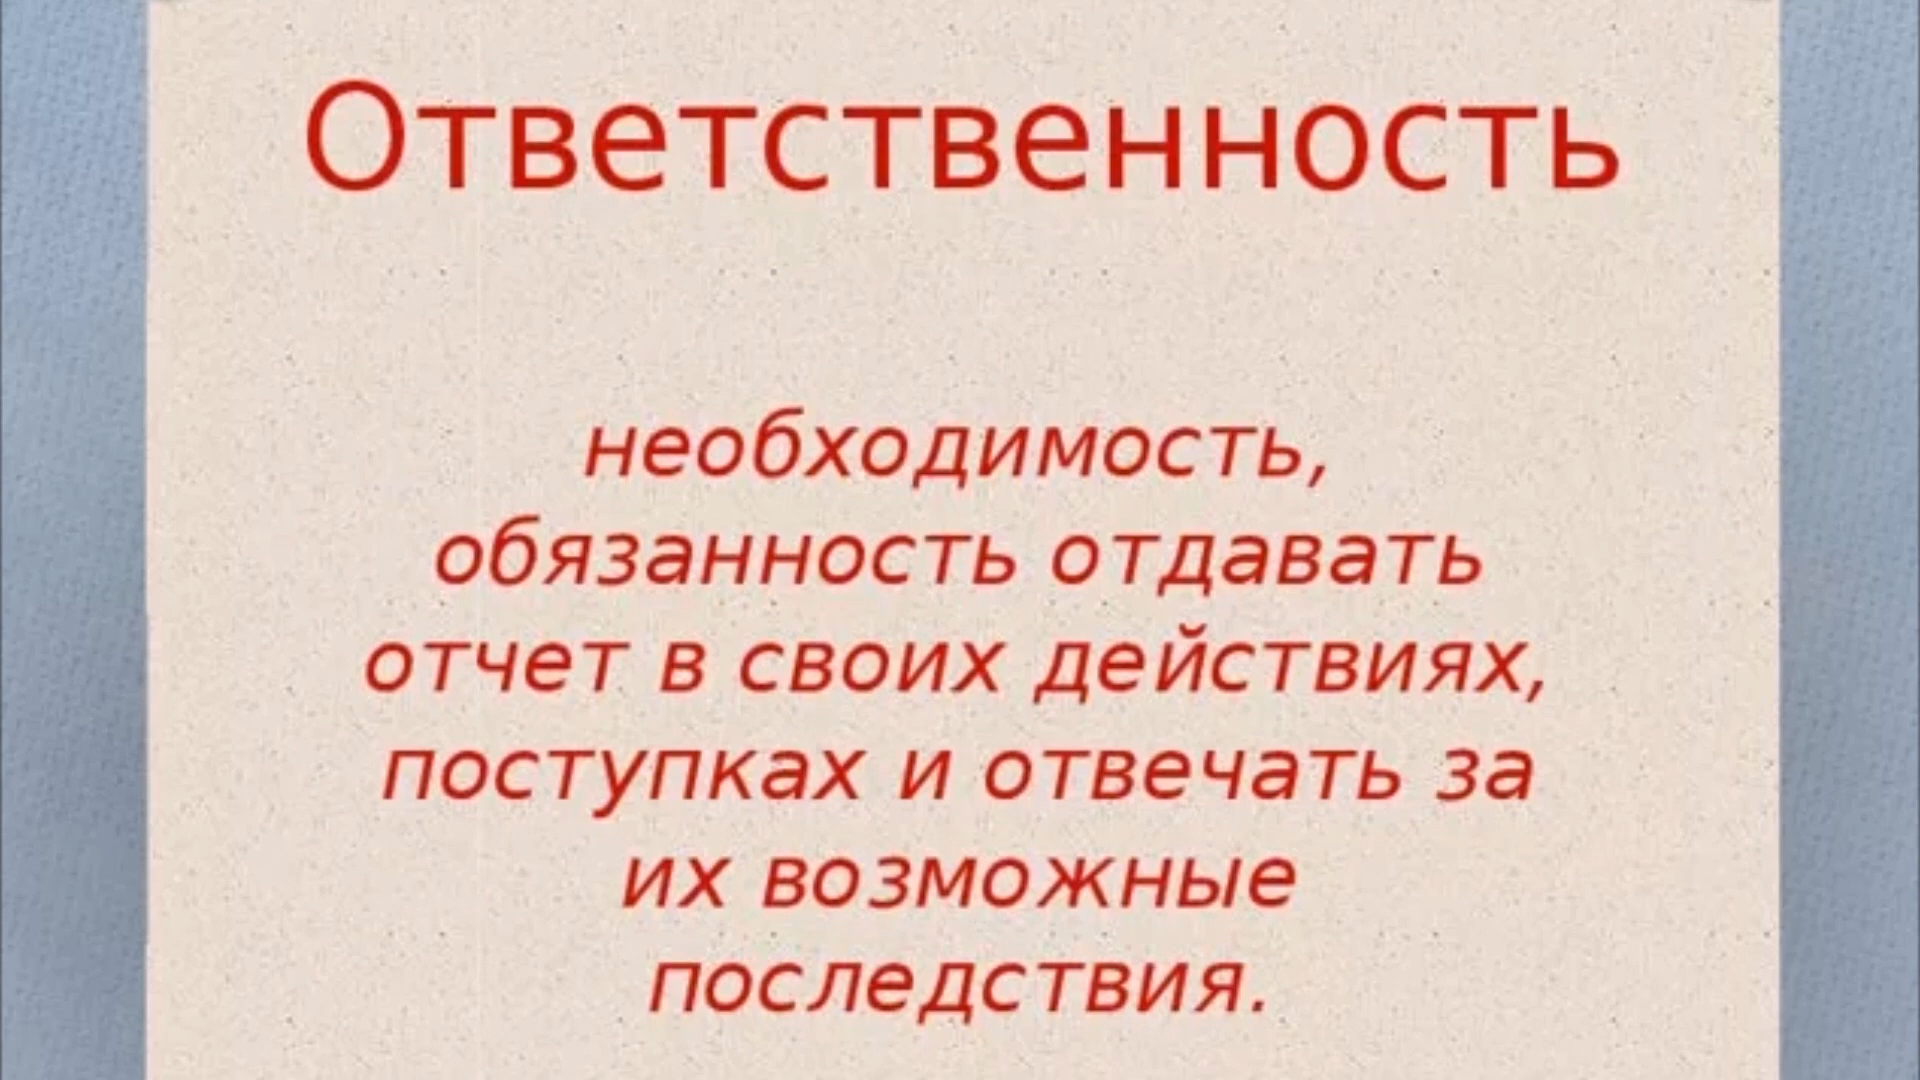 Ответственность
необходимость,
обязанность отдавать
отчет в своих действиях,
поступках и отвечать за
их возможные
последствия.